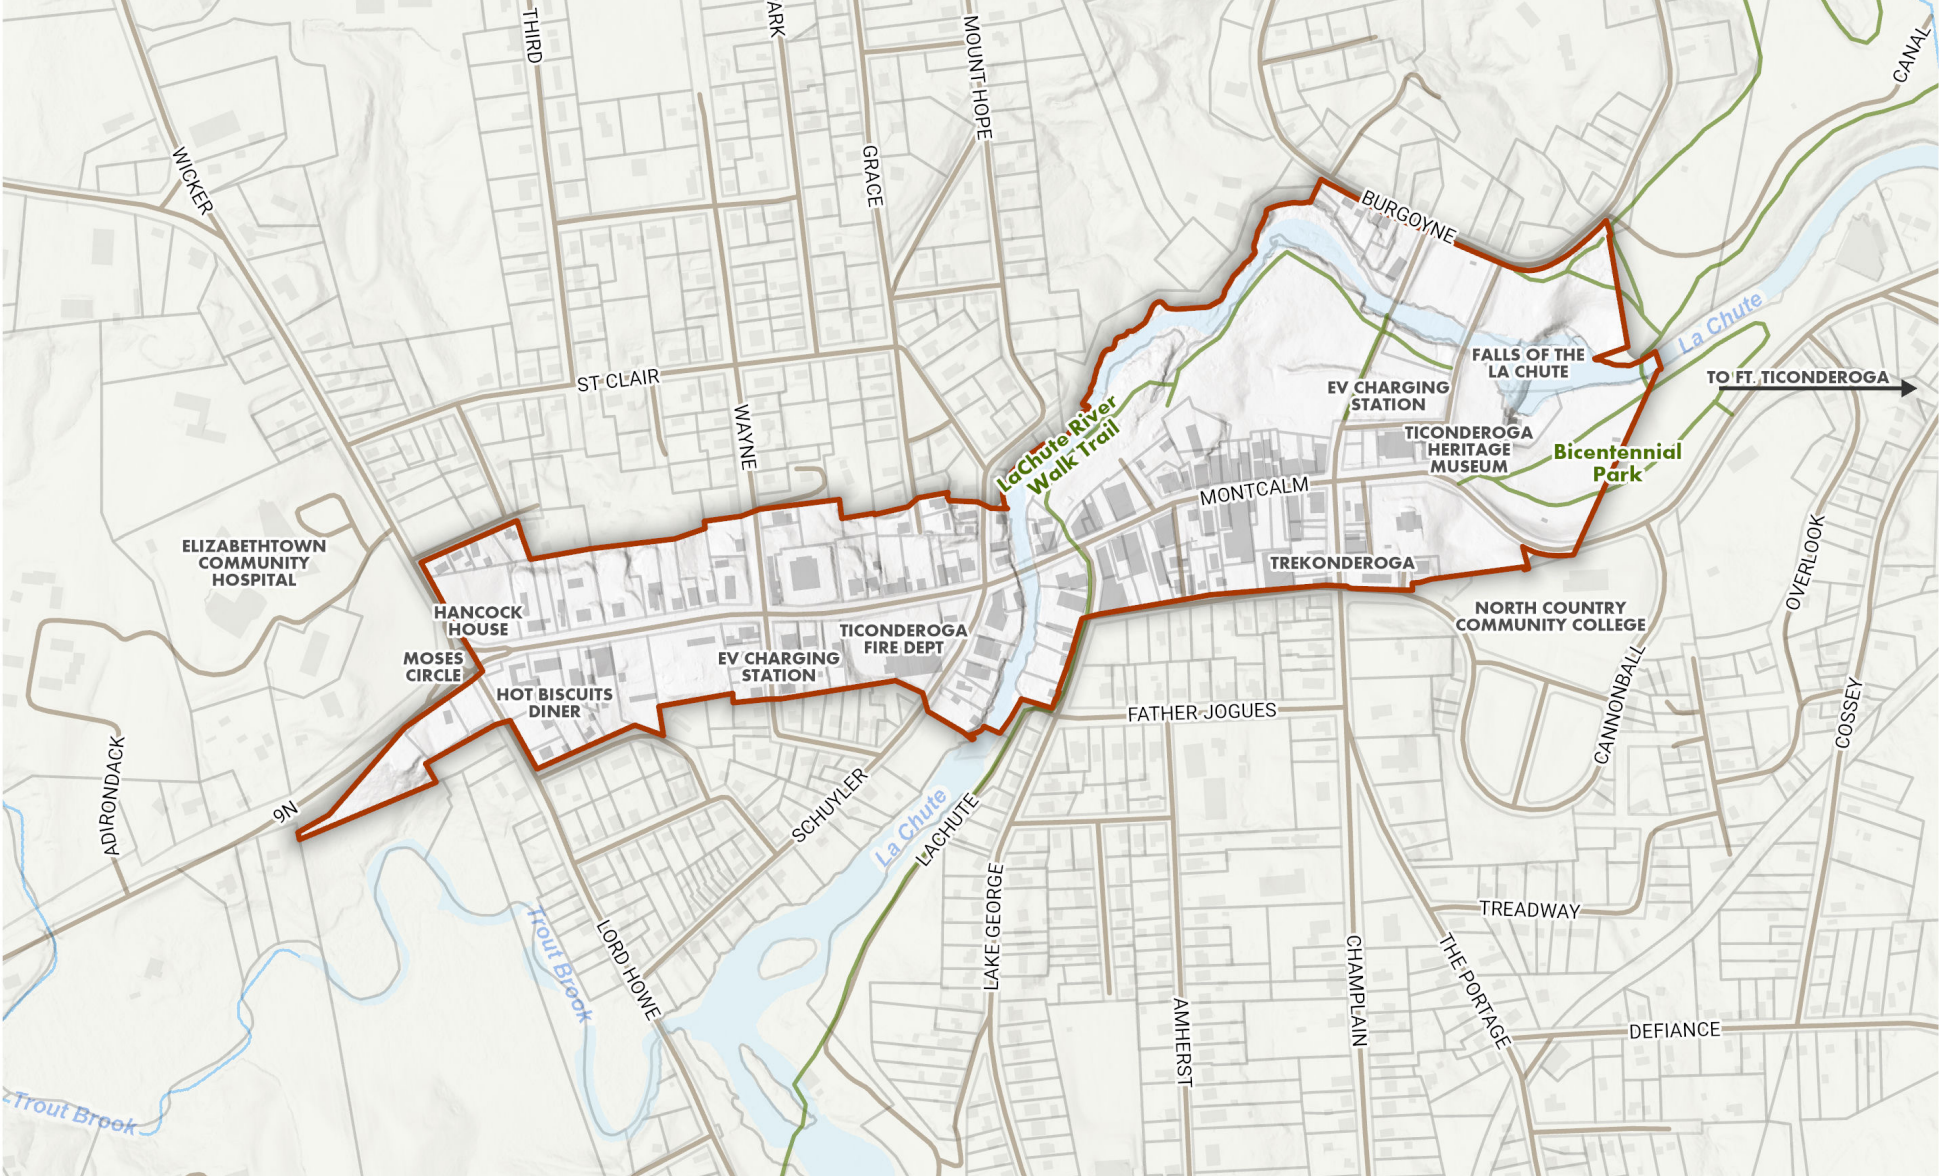 THIRD
ARK
MOUNT HOPE
CANAL
WICKER
GRACE
BURGOYNE
La Chute
FALLS OF THE
LA CHUTE
TO FT. TICONDEROGA
ST CLAIR
EV CHARGING
STATION
WAYNE
LaChute River
Walk Trail
TICONDEROGA
HERITAGE
MUSEUM
Bicentennial
Park
MONTCALM
ELIZABETHTOWN
COMMUNITY
HOSPITAL
TREKONDEROGA
OVERLOOK
HANCOCK
HOUSE
NORTH COUNTRY
COMMUNITY COLLEGE
TICONDEROGA
FIRE DEPT
MOSES
CIRCLE
EV CHARGING
STATION
HOT BISCUITS
DINER
CANNONBALL
COSSEY
FATHER JOGUES
ADIRONDACK
9N
SCHUYLER
La Chute
LACHUTE
LAKE GEORGE
TREADWAY
Trout Brook
LORD HOWE
CHAMPLAIN
THE PORTAGE
AMHERST
DEFIANCE
Trout Brook